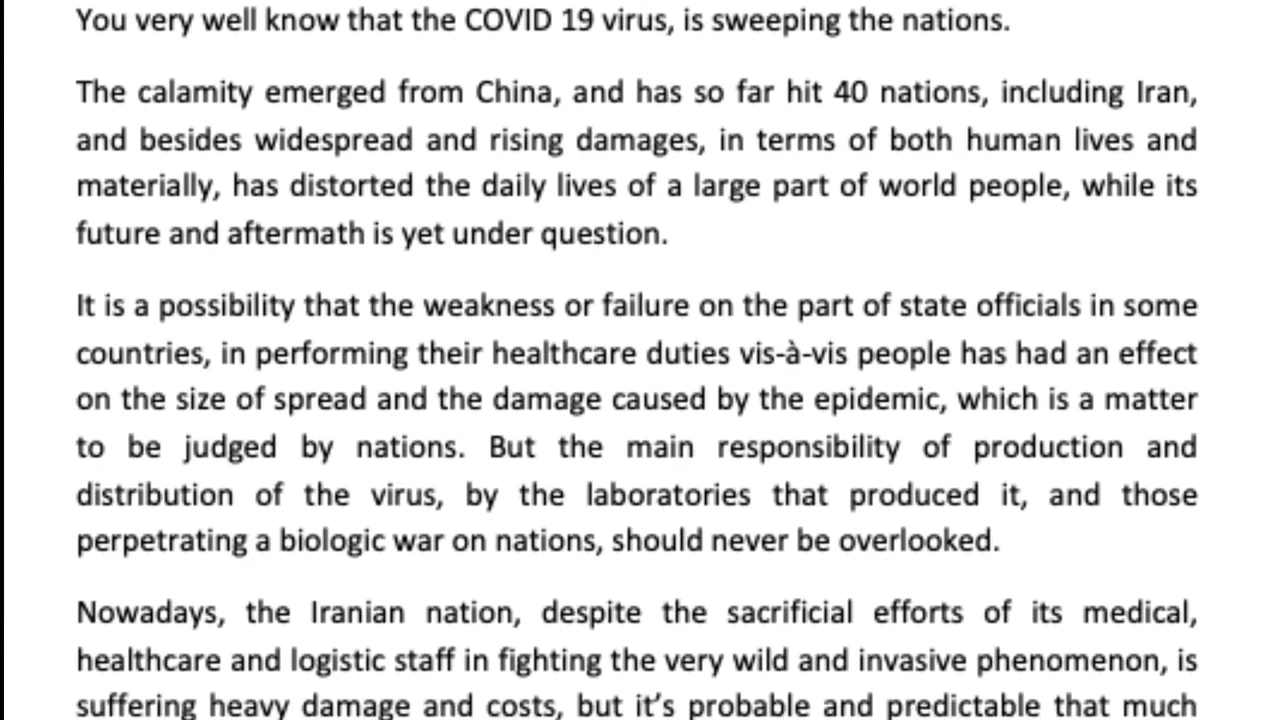 You very well know that the COVID 19 virus, is sweeping the nations.
The calamity emerged from China, and has so far hit 40 nations, including Iran,
and besides widespread and rising damages, in terms of both human lives and
materially, has distorted the daily lives of a large part of world people, while its
future and aftermath is yet under question.
It is a possibility that the weakness or failure on the part of state officials in some
countries, in performing their healthcare duties vis-à-vis people has had an effect
on the size of spread and the damage caused by the epidemic, which is a matter
to be judged by nations. But the main responsibility of production and
distribution of the virus, by the laboratories that produced it, and those
perpetrating a biologic war on nations, should never be overlooked.
Nowadays, the Iranian nation, despite the sacrificial efforts of its medical,
healthcare and logistic staff in fighting the very wild and invasive phenomenon, is
suffering heavy damage and costs, but it’s probable and predictable that much